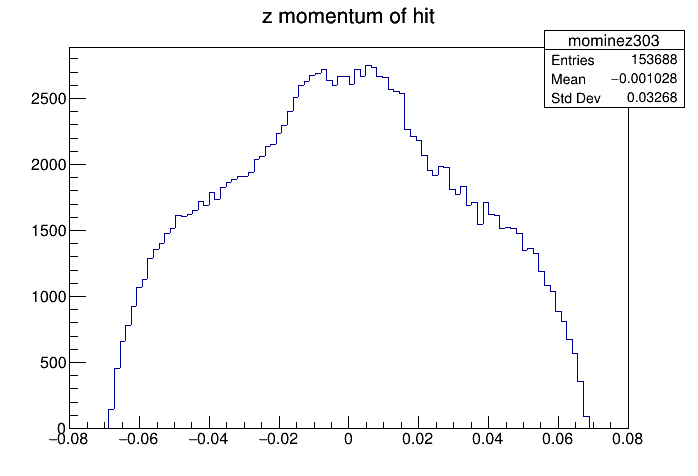 z momentum of hit
mominez303
Entries 153688
Mean −0.001028
Std Dev 0.03268
2500
2000
1500
1000
500
0
−0.08 −0.06 −0.04 −0.02 0 0.02 0.04 0.06 0.08